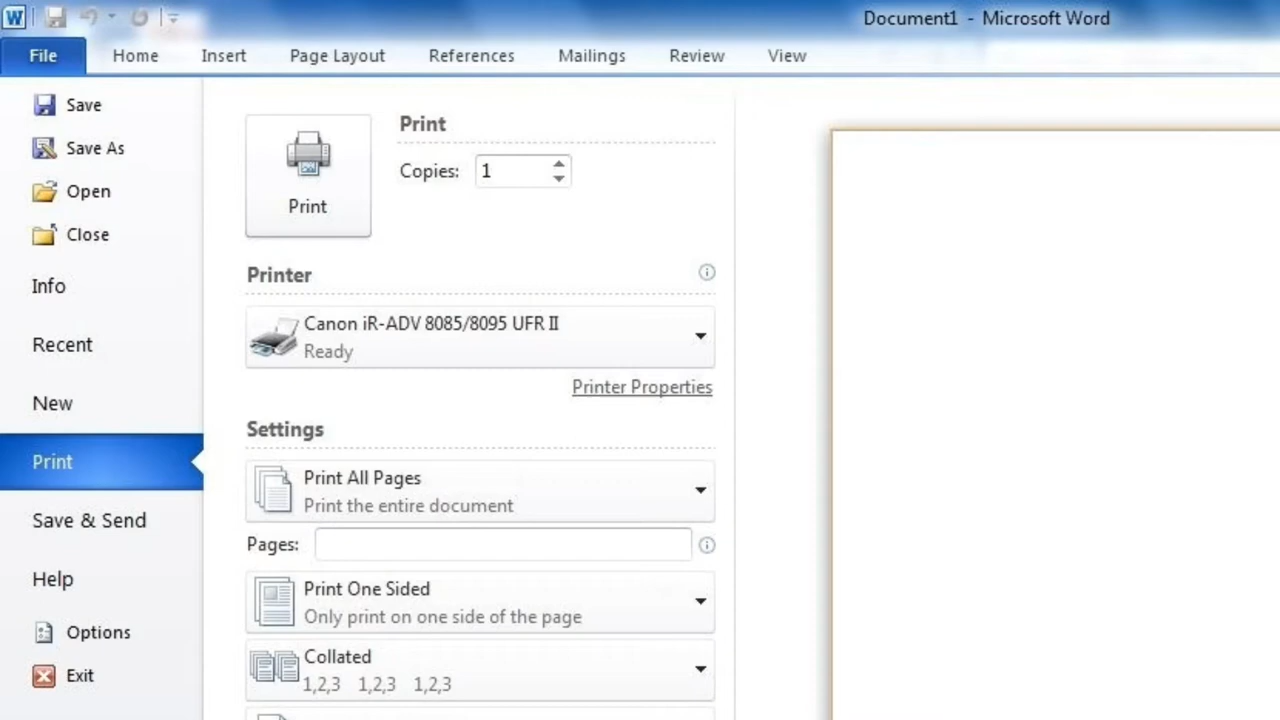 W
Document1 - Microsoft Word
File Home Insert Page Layout References Mailings Review View
Save
Save As
Open
Close
Info
Recent
New
Print
Save & Send
Help
Options
Exit
Print
Print
Copies: 1
Printer
Canon iR-ADV 8085/8095 UFR II
Ready
Printer Properties
Settings
Print All Pages
Print the entire document
Pages:
Print One Sided
Only print on one side of the page
Collated
1,2,3 1,2,3 1,2,3